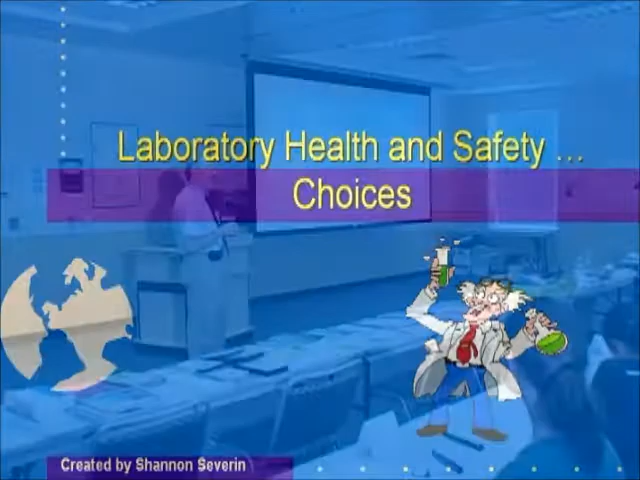 Laboratory Health and Safety ...
Choices
Created by Shannon Severin